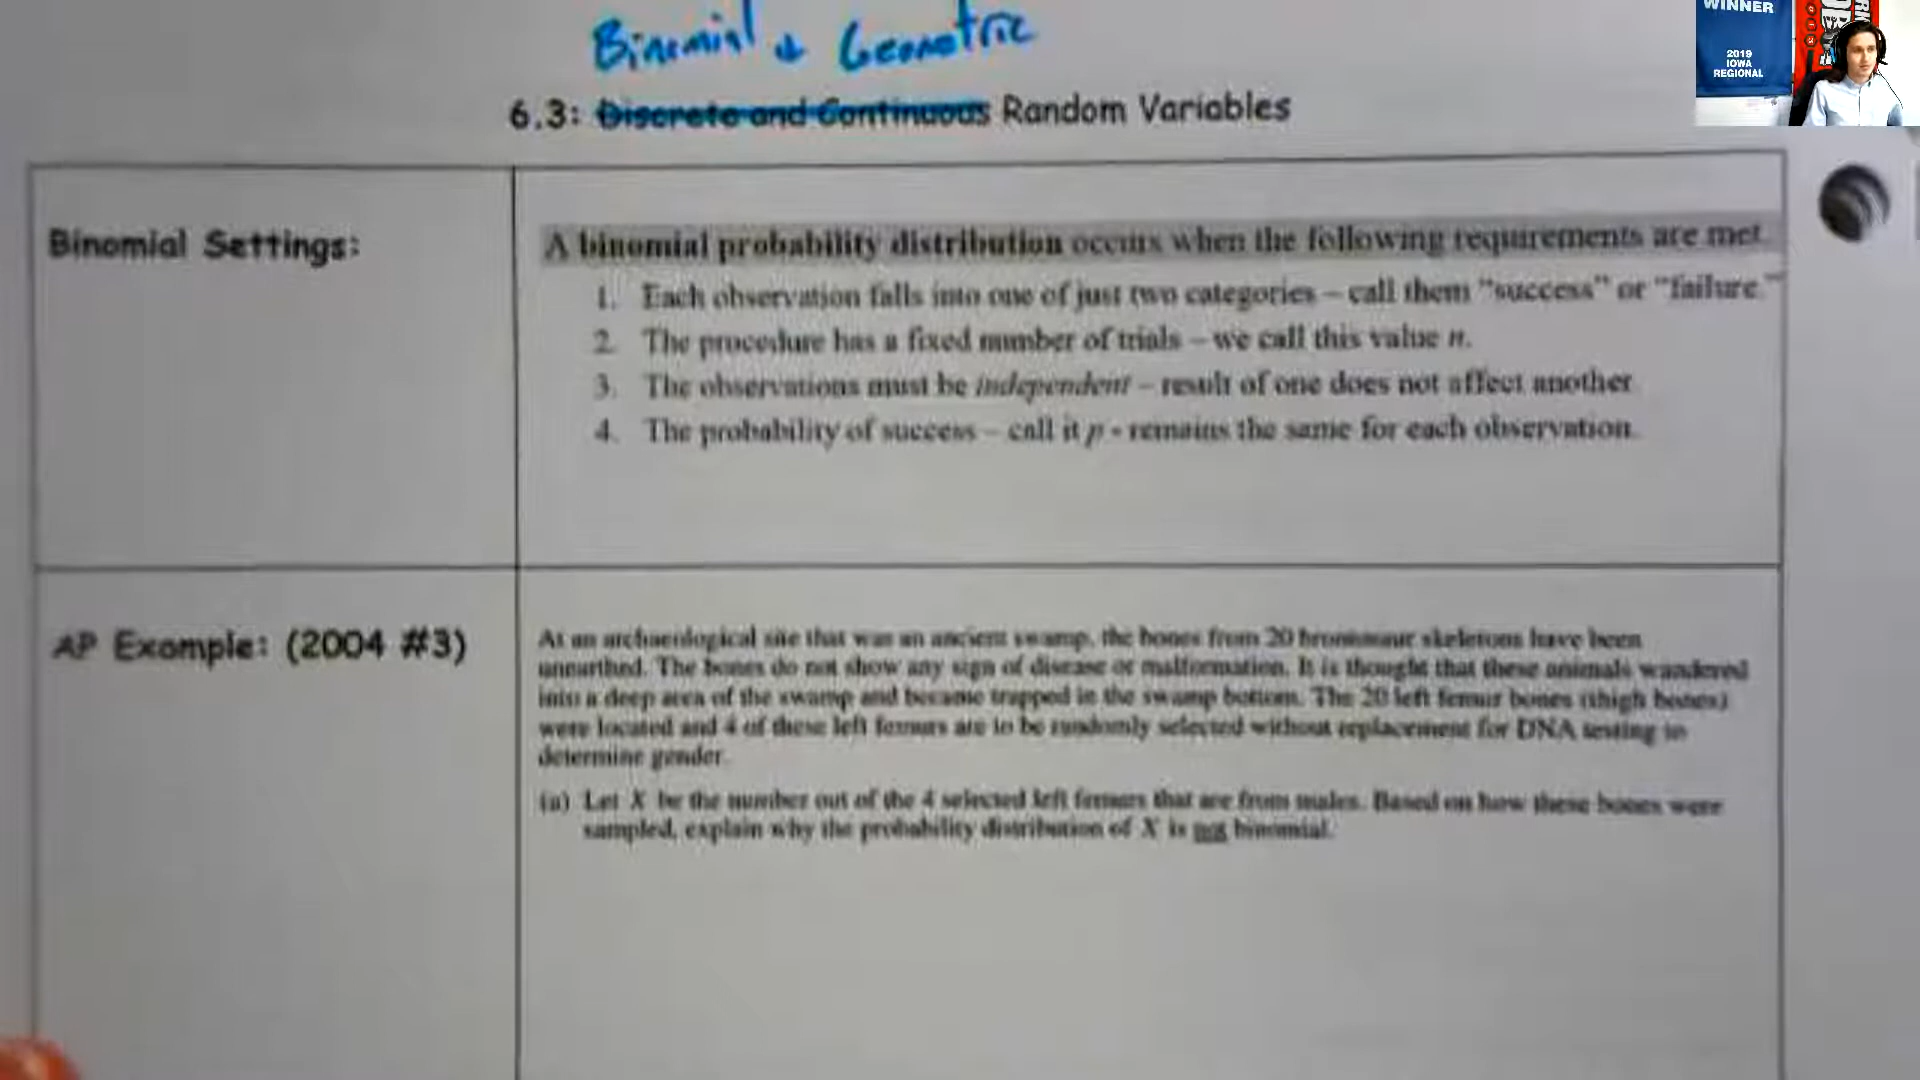 Binomial & Geometric
WINNER
2019
IOWA
REGIONAL
6.3: Discrete and Continuous Random Variables
Binomial Settings:
A binomial probability distribution occurs when the following requirements are met.
1. Each observation falls into one of just two categories – call them “success” or “failure.”
2. The procedure has a fixed number of trials – we call this value n.
3. The observations must be independent – result of one does not affect another.
4. The probability of success – call it p - remains the same for each observation.
AP Example: (2004 #3)
At an archaeological site that was an ancient swamp, the bones from 20 brontosaur skeletons have been
unearthed. The bones do not show any sign of disease or malformation. It is thought that these animals wandered
into a deep area of the swamp and became trapped in the swamp bottom. The 20 left femur bones (thigh bones)
were located and 4 of these left femurs are to be randomly selected without replacement for DNA testing to
determine gender.
(a) Let X be the number out of the 4 selected left femurs that are from males. Based on how these bones were
sampled, explain why the probability distribution of X is not binomial.